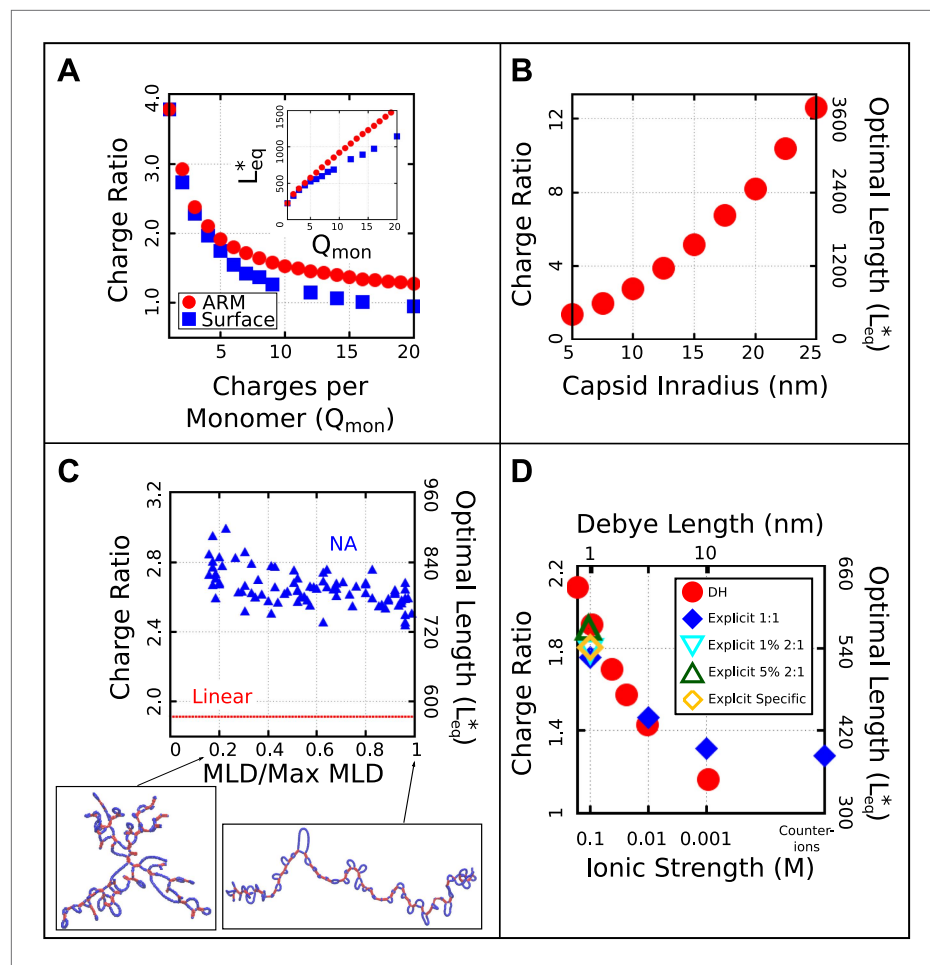 A
4.0
3.0
2.0
1.0
Charge Ratio
5
10
15
20
Charges per
Monomer (Qmon)
ARM
Surface
1500
1000
500
L*eq
0
5
10
15
20
Qmon
B
12
8
4
0
Charge Ratio
5
10
15
20
25
Capsid Inradius (nm)
3600
2400
1200
0
Optimal Length (L*eq)
C
3.2
2.8
2.4
2.0
Charge Ratio
NA
Linear
0
0.2
0.4
0.6
0.8
1
MLD/Max MLD
960
840
720
600
Optimal Length (L*eq)
D
Debye Length (nm)
1
10
2.2
1.8
1.4
1
Charge Ratio
DH
Explicit 1:1
Explicit 1% 2:1
Explicit 5% 2:1
Explcit Specific
660
540
420
300
Optimal Length (L*eq)
0.1
0.01
0.001
Counter-
ions
Ionic Strength (M)